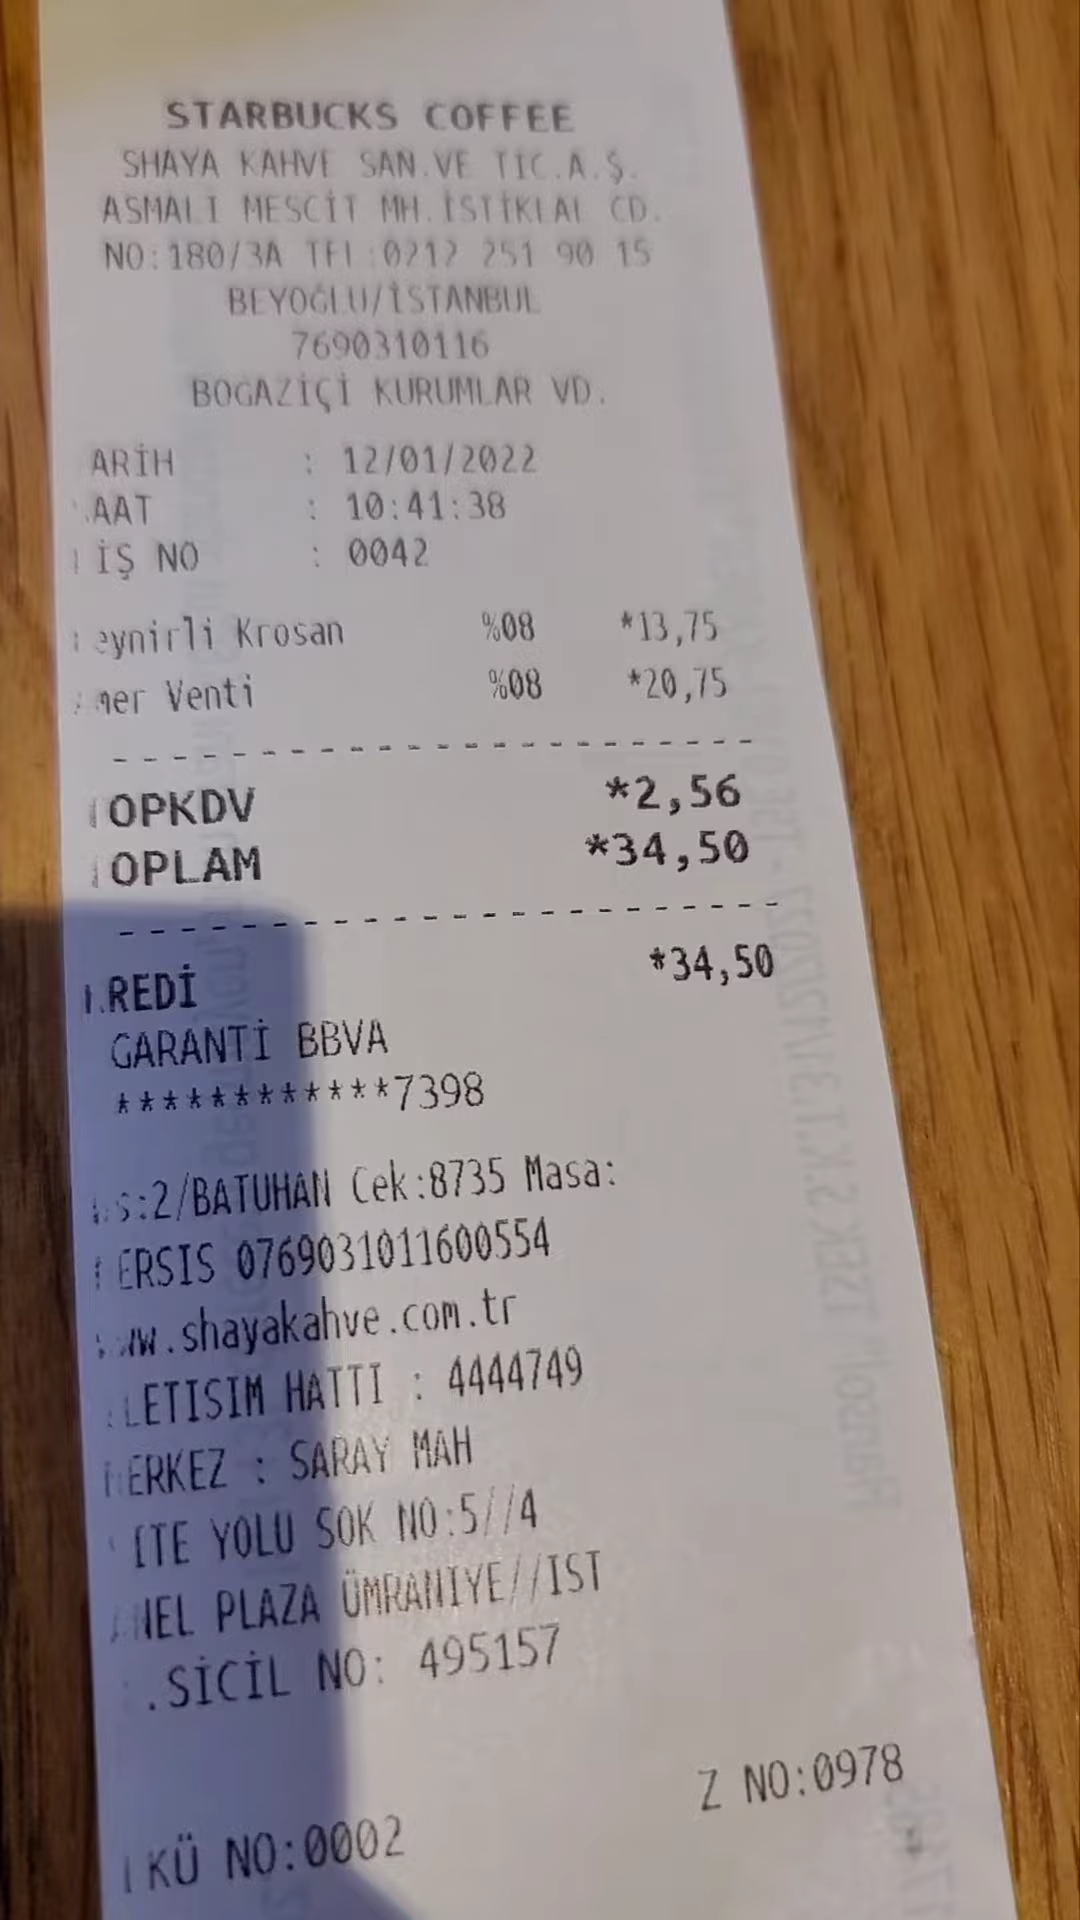 STARBUCKS COFFEE
SHAYA KAHVE SAN.VE TİC.A.Ş.
ASMALI MESCİT MH.İSTİKLAL CD.
NO:180/3A TEL:0212 251 90 15
BEYOĞLU/İSTANBUL
7690310116
BOĞAZİÇİ KURUMLAR VD.
ARİH : 12/01/2022
AAT : 10:41:38
İŞ NO : 0042
eynirli Krosan %08 *13,75
mer Venti %08 *20,75
OPKDV *2,56
OPLAM *34,50
REDİ *34,50
GARANTİ BBVA
************7398
S:2/BATUHAN Cek:8735 Masa:
ERSIS 0769031011600554
ww.shayakahve.com.tr
LETISIM HATTI : 4444749
ERKEZ : SARAY MAH
ITE YOLU SOK NO:5//4
NEL PLAZA ÜMRANIYE//IST
.SİCİL NO: 495157
Z NO:0978
KÜ NO:0002